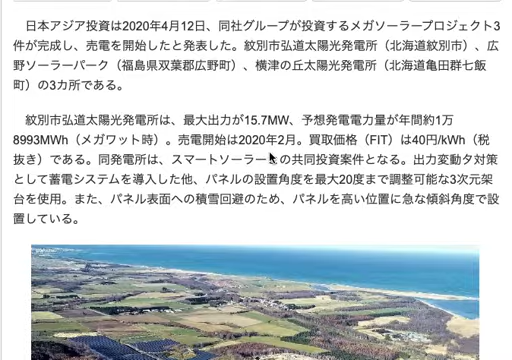 日本アジア投資は2020年4月12日、同社グループが投資するメガソーラープロジェクト3
件が完成し、売電を開始したと発表した。紋別市弘道太陽光発電所（北海道紋別市）、広
野ソーラーパーク（福島県双葉郡広野町）、横津の丘太陽光発電所（北海道亀田群七飯
町）の3カ所である。
紋別市弘道太陽光発電所は、最大出力が15.7MW、予想発電電力量が年間約1万
8993MWh（メガワット時）。売電開始は2020年2月。買取価格（FIT）は40円/kWh（税
抜き）である。同発電所は、スマートソーラーとの共同投資案件となる。出力変動タ対策
として蓄電システムを導入した他、パネルの設置角度を最大20度まで調整可能な3次元架
台を使用。また、パネル表面への積雪回避のため、パネルを高い位置に急な傾斜角度で設
置している。